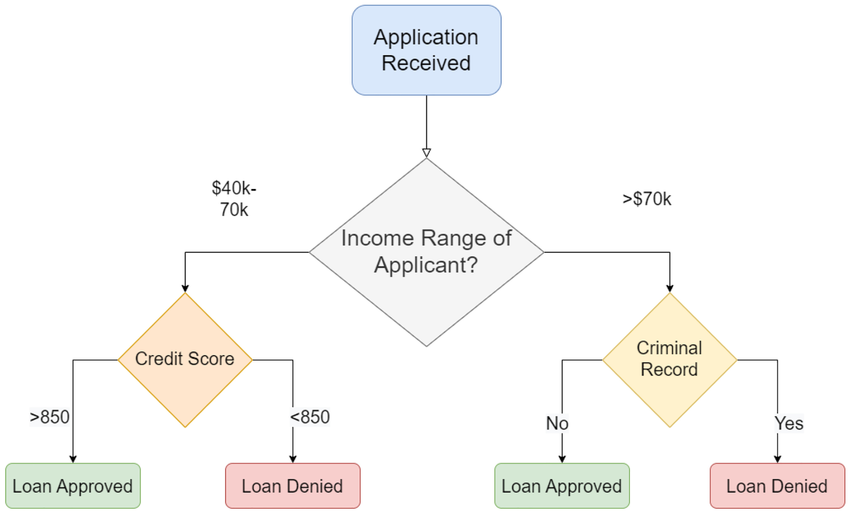 Application
Received
$40k-
70k
>$70k
Income Range of
Applicant?
Credit Score
Criminal
Record
>850
<850
No
Yes
Loan Approved
Loan Denied
Loan Approved
Loan Denied